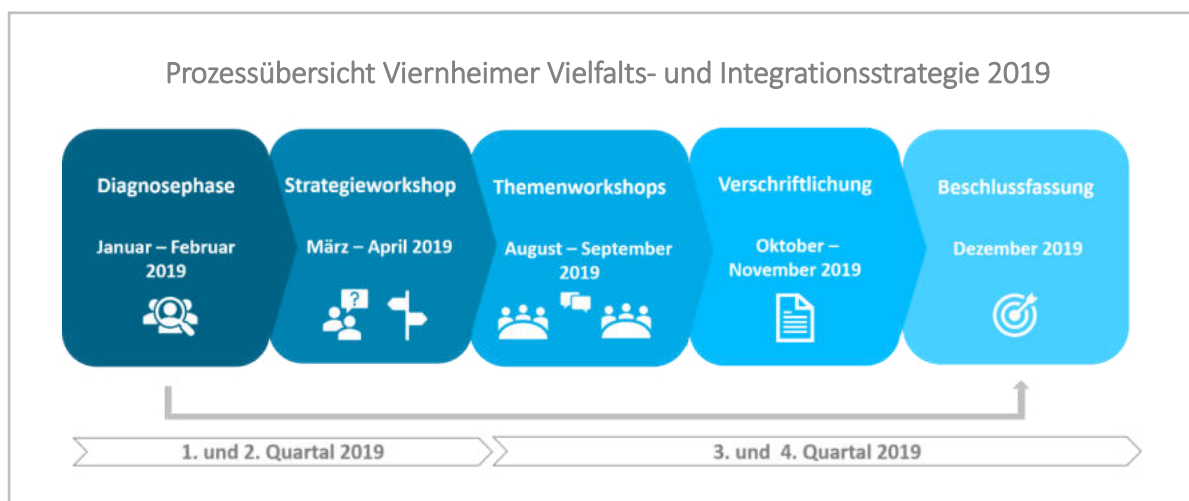 Prozessübersicht Viernheimer Vielfalts- und Integrationsstrategie 2019
Diagnosephase
Januar – Februar
2019
Strategieworkshop
März – April 2019
?
Themenworkshops
August – September
2019
Verschriftlichung
Oktober –
November 2019
Beschlussfassung
Dezember 2019
1. und 2. Quartal 2019
3. und 4. Quartal 2019